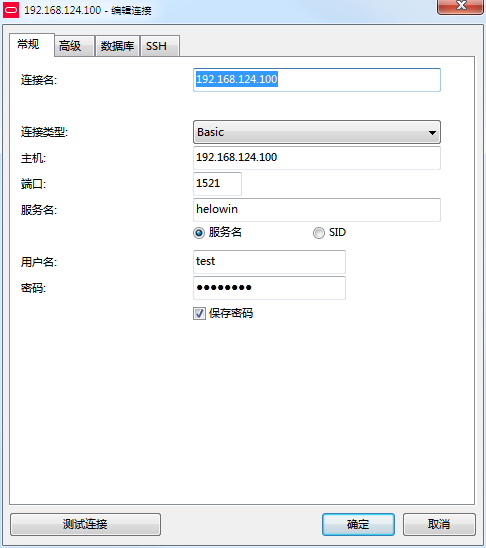 192.168.124.100 - 编辑连接
常规 高级 数据库 SSH
连接名: 192.168.124.100
连接类型: Basic
主机: 192.168.124.100
端口: 1521
服务名: helowin
服务名 SID
用户名: test
密码: ●●●●●●●●
保存密码
测试连接 确定 取消